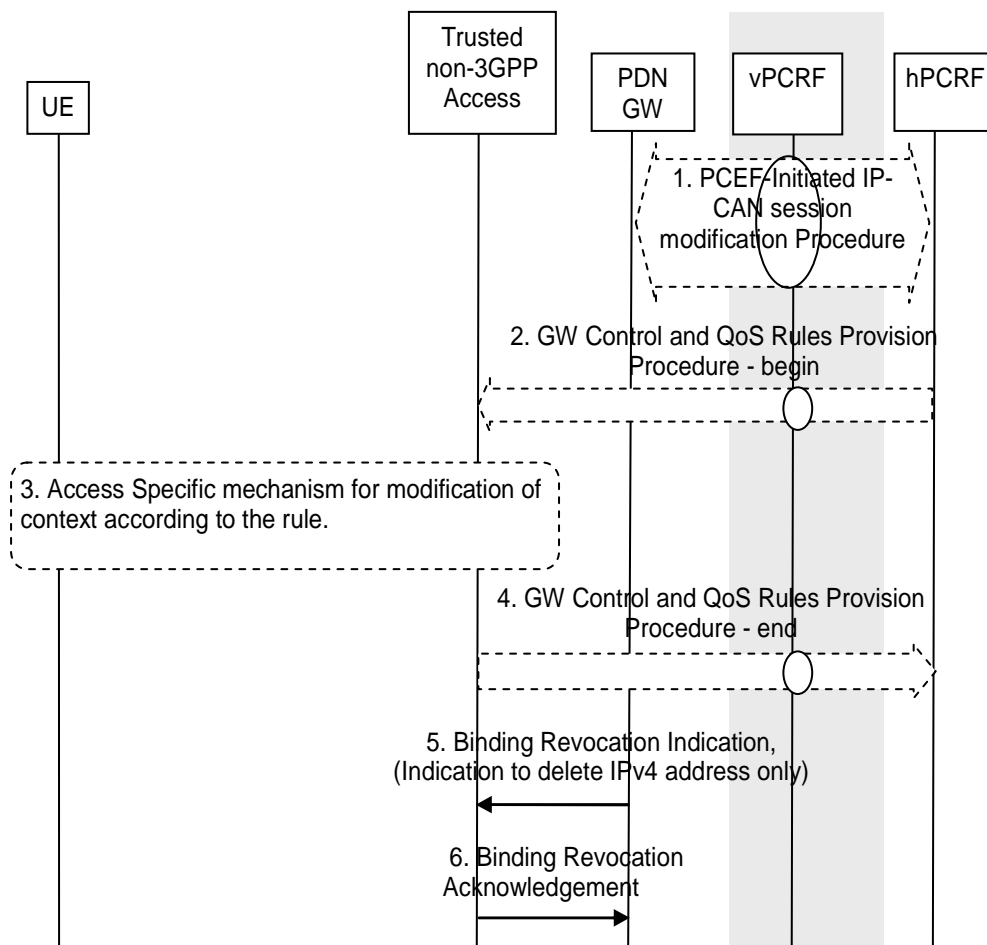 UE
Trusted
non-3GPP
Access
PDN
GW
vPCRF
hPCRF
1. PCEF-Initiated IP-
CAN session
modification Procedure
2. GW Control and QoS Rules Provision
Procedure - begin
3. Access Specific mechanism for modification of
context according to the rule.
4. GW Control and QoS Rules Provision
Procedure - end
5. Binding Revocation Indication,
(Indication to delete IPv4 address only)
6. Binding Revocation
Acknowledgement